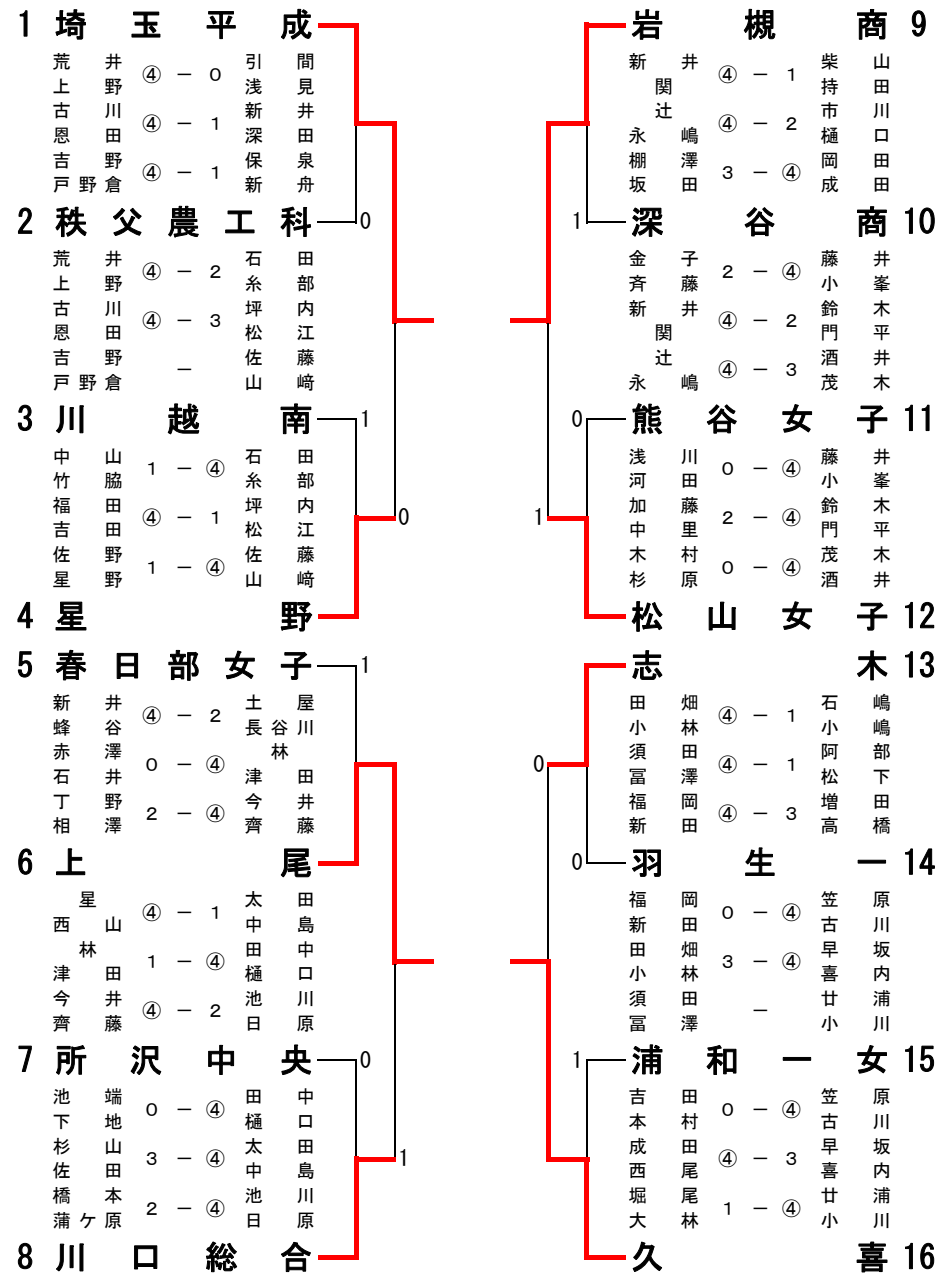 1 埼玉平成
荒井 ④－０ 引間
上野 浅見
古川 ④－１ 新井
恩田 深田
吉野 ④－１ 保泉
戸野倉 新舟
2 秩父農工科 0
荒井 ④－２ 石田
上野 糸部
古川 ④－３ 坪内
恩田 松江
吉野 － 佐藤
戸野倉 山﨑
3 川越南 1
中山 １－④ 石田
竹脇 糸部
福田 ④－１ 坪内
吉田 松江
0
佐野 １－④ 佐藤
星野 山﨑
4 星野
5 春日部女子 1
新井 ④－２ 土屋
蜂谷 長谷川
赤澤 ０－④ 林
石井 津田
丁野 ２－④ 今井
相澤 齊藤
6 上尾
星 ④－１ 太田
西山 中島
林 １－④ 田中
津田 樋口
今井 ④－２ 池川
齊藤 日原
7 所沢中央 0
池端 ０－④ 田中
下地 樋口
杉山 ３－④ 太田
佐田 中島
1
橋本 ２－④ 池川
蒲ケ原 日原
8 川口総合
岩槻商 9
新井 ④－１ 柴山
関 持田
辻 ④－２ 市川
永嶋 樋口
棚澤 ３－④ 岡田
坂田 成田
1 深谷商 10
金子 ２－④ 藤井
斉藤 小峯
新井 ④－２ 鈴木
関 門平
辻 ④－３ 酒井
永嶋 茂木
0 熊谷女子 11
浅川 ０－④ 藤井
河田 小峯
加藤 ２－④ 鈴木
中里 門平
1
木村 ０－④ 茂木
杉原 酒井
松山女子 12
志木 13
田畑 ④－１ 石嶋
小林 小嶋
須田 ④－１ 阿部
冨澤 松下
0
福岡 ④－３ 増田
新田 高橋
0 羽生一 14
福岡 ０－④ 笠原
新田 古川
田畑 ３－④ 早坂
小林 喜内
須田 － 廿浦
冨澤 小川
1 浦和一女 15
吉田 ０－④ 笠原
本村 古川
成田 ④－３ 早坂
西尾 喜内
堀尾 １－④ 廿浦
大林 小川
久喜 16